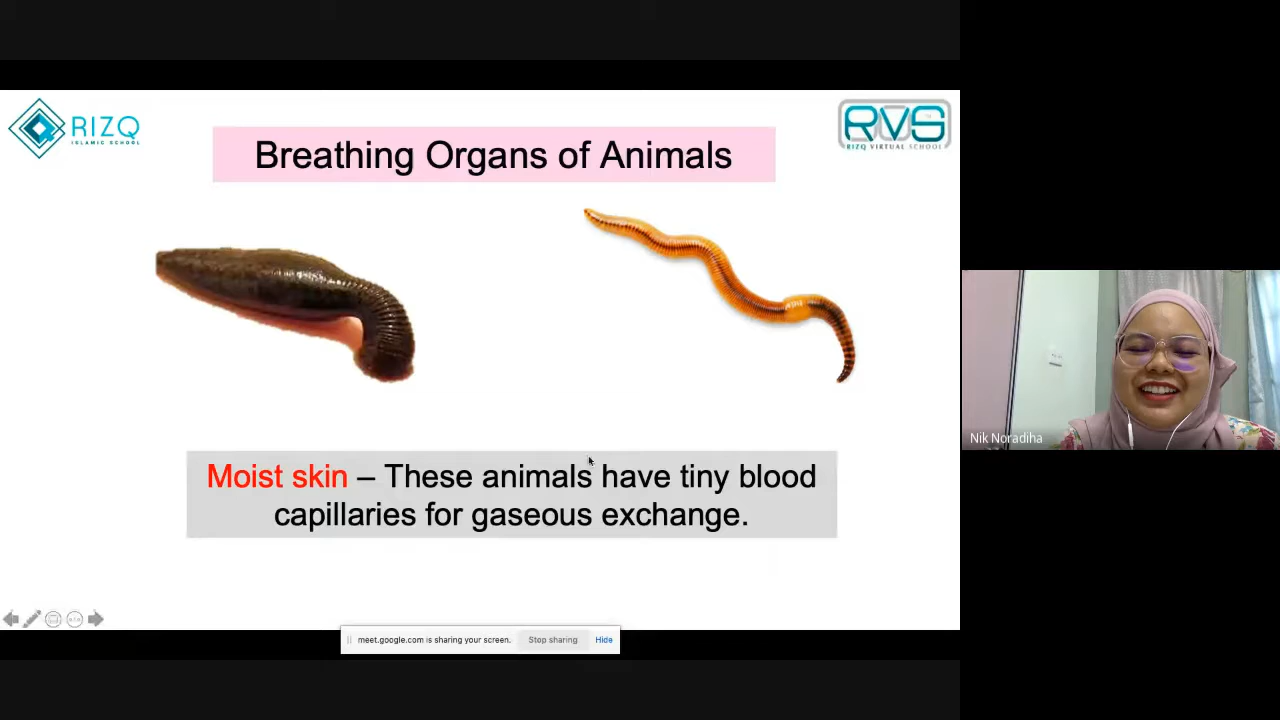 RIZQ
ISLAMIC SCHOOL
RVS
RIZQ VIRTUAL SCHOOL
Breathing Organs of Animals
Moist skin – These animals have tiny blood
capillaries for gaseous exchange.
Nik Noradiha
meet.google.com is sharing your screen.
Stop sharing
Hide